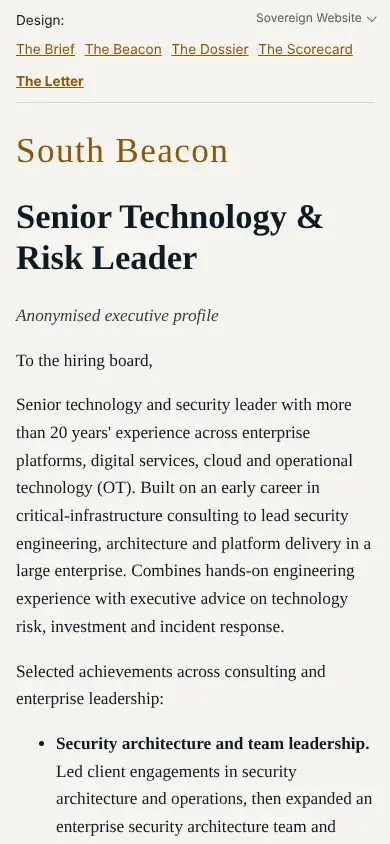 Design:
Sovereign Website
The Brief The Beacon The Dossier The Scorecard
The Letter
South Beacon
Senior Technology &
Risk Leader
Anonymised executive profile
To the hiring board,
Senior technology and security leader with more
than 20 years' experience across enterprise
platforms, digital services, cloud and operational
technology (OT). Built on an early career in
critical-infrastructure consulting to lead security
engineering, architecture and platform delivery in a
large enterprise. Combines hands-on engineering
experience with executive advice on technology
risk, investment and incident response.
Selected achievements across consulting and
enterprise leadership:
• Security architecture and team leadership.
Led client engagements in security
architecture and operations, then expanded an
enterprise security architecture team and